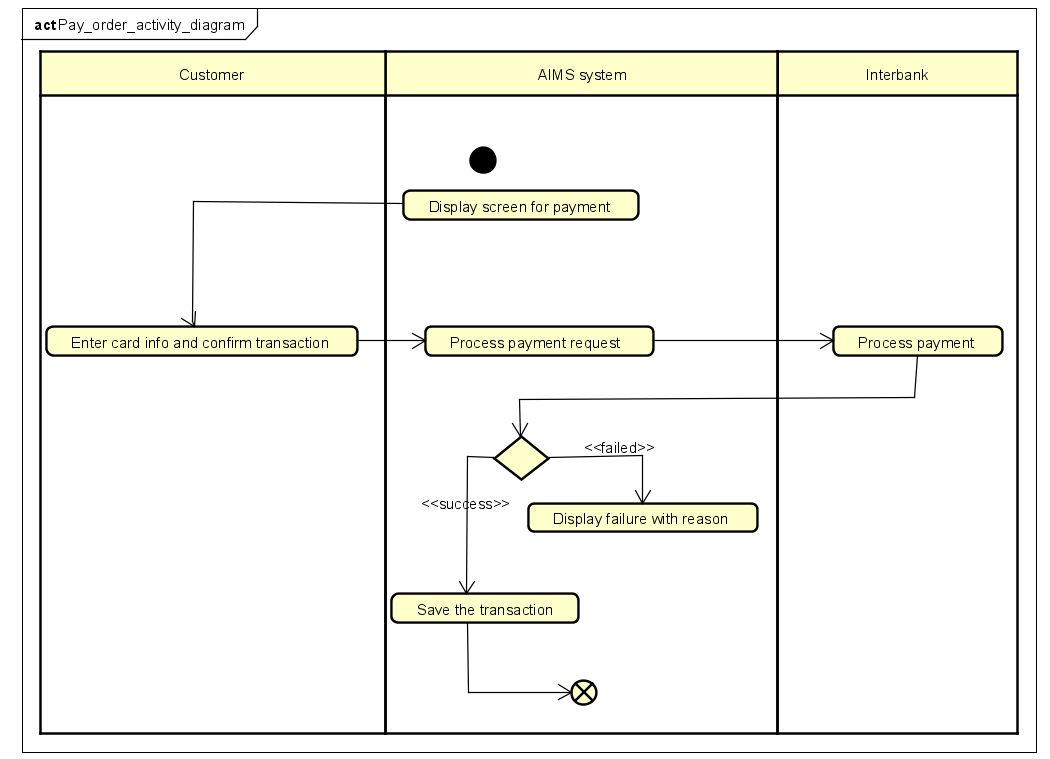 act Pay_order_activity_diagram
Customer
AIMS system
Interbank
Display screen for payment
Enter card info and confirm transaction
Process payment request
Process payment
<<failed>>
<<success>>
Display failure with reason
Save the transaction